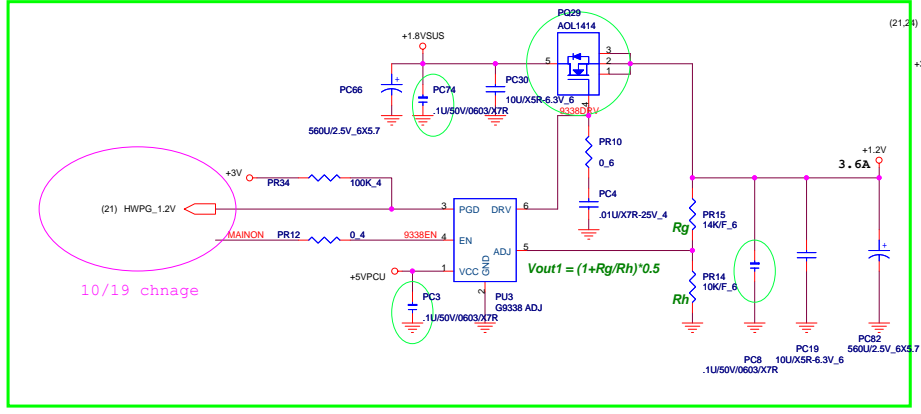 PQ29
AOL1414
(21,24)
+1.8VSUS
5
3
2
1
4
PC66
+
560U/2.5V_6X5.7
PC74
.1U/50V/0603/X7R
PC30
10U/X5R-6.3V_6
9338DRV
PR10
0_6
PC4
.01U/X7R-25V_4
+1.2V
3.6A
+3V
PR34
100K_4
(21) HWPG_1.2V
MAINON
PR12
0_4
9338EN
3
PGD
DRV
6
4
EN
ADJ
5
1
VCC
GND
2
+5VPCU
PC3
.1U/50V/0603/X7R
PU3
G9338 ADJ
Rg
PR15
14K/F_6
Vout1 = (1+Rg/Rh)*0.5
Rh
PR14
10K/F_6
10/19 chnage
PC8
.1U/50V/0603/X7R
PC19
10U/X5R-6.3V_6
+
PC82
560U/2.5V_6X5.7